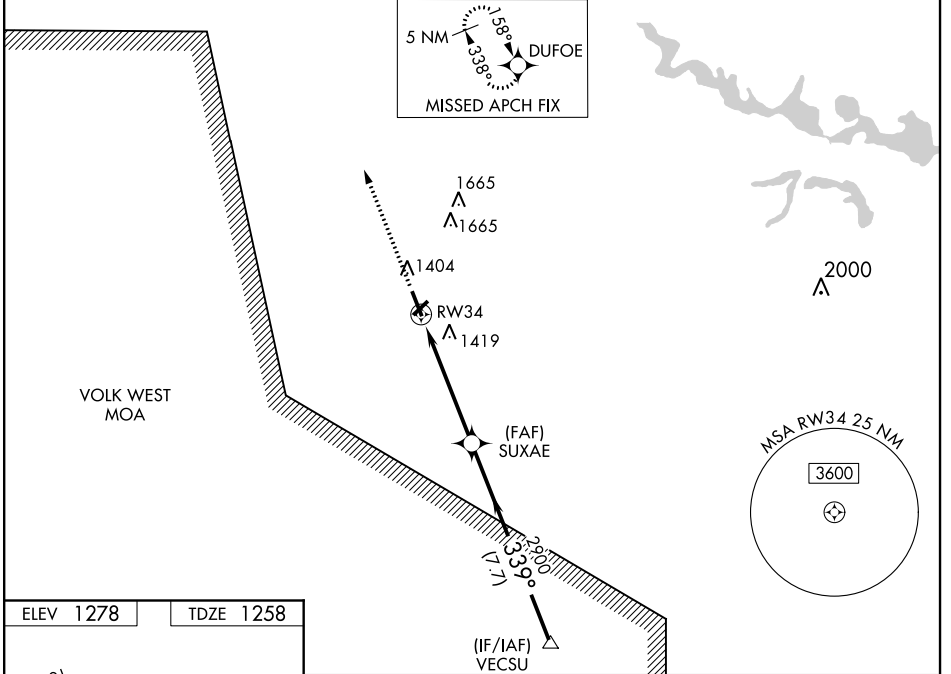 158°
5 NM
DUFOE
338°
MISSED APCH FIX
1665
1665
1404
2000
RW34
1419
VOLK WEST
MOA
(FAF)
SUXAE
MSA RW34 25 NM
3600
2900
339°
(7.7)
ELEV 1278
TDZE 1258
(IF/IAF)
VECSU